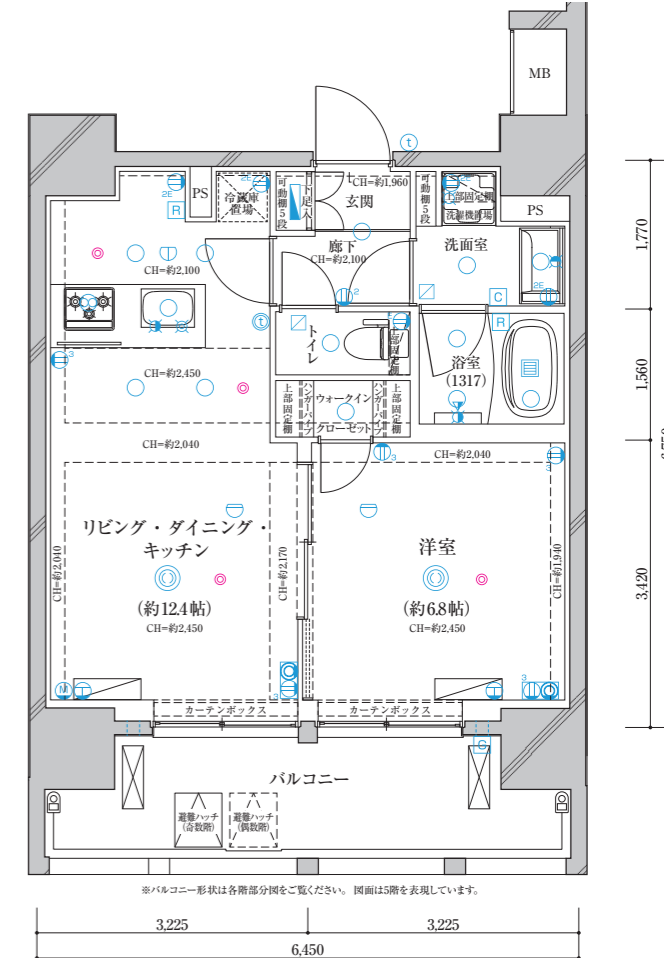 MB
t
2E
R
PS
冷蔵庫
置場
可動棚5段
下足入
CH=約1,960
玄関
可動棚5段
2E
上部固定棚
洗濯機置場
PS
1,770
廊下
CH=約2,100
洗面室
CH=約2,100
2
C
2E
t
トイレ
上部固定棚
R
浴室
(1317)
1,560
3
CH=約2,450
上部固定棚
ハンガーパイプ
ウォークイン
クローゼット
ハンガーパイプ
上部固定棚
CH=約2,040
3
CH=約2,040
リビング・ダイニング・
キッチン
(約12.4帖)
CH=約2,450
CH=約2,040
CH=約2,170
洋室
(約6.8帖)
CH=約2,450
CH=約1,940
3,420
M
3
3
カーテンボックス
カーテンボックス
C
バルコニー
避難ハッチ
(奇数階)
避難ハッチ
(偶数階)
※バルコニー形状は各階部分図をご覧ください。 図面は5階を表現しています。
3,225
3,225
6,450